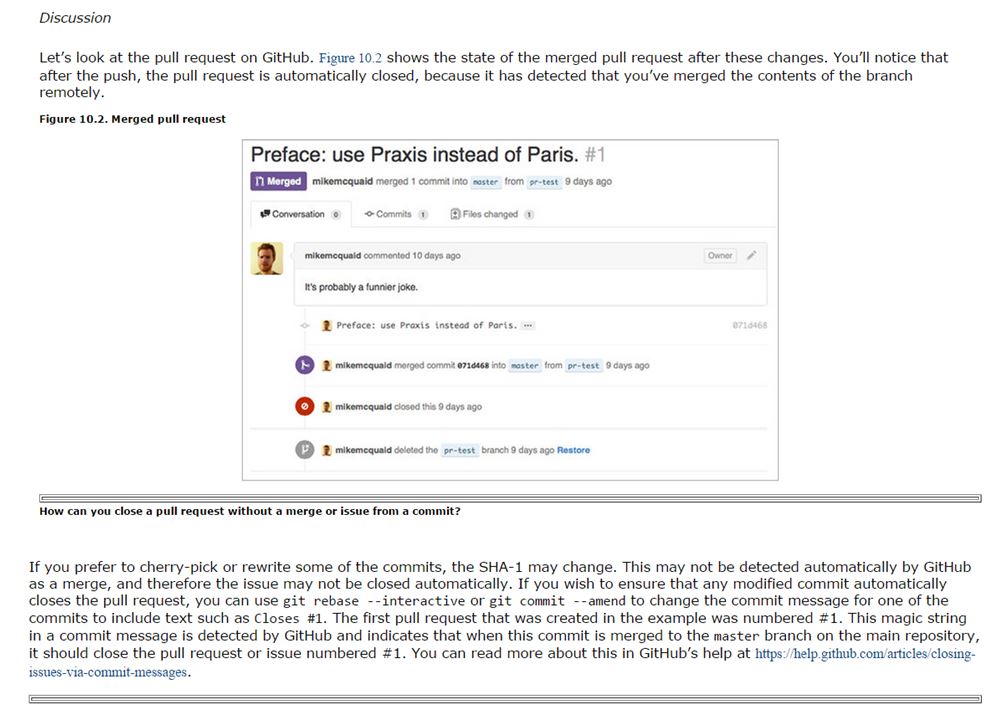 Discussion
Let’s look at the pull request on GitHub. Figure 10.2 shows the state of the merged pull request after these changes. You’ll notice that
after the push, the pull request is automatically closed, because it has detected that you’ve merged the contents of the branch
remotely.
Figure 10.2. Merged pull request
Preface: use Praxis instead of Paris. #1
Merged mikemcquaid merged 1 commit into master from pr-test 9 days ago
Conversation 0 Commits 1 Files changed 1
mikemcquaid commented 10 days ago Owner
It's probably a funnier joke.
Preface: use Praxis instead of Paris. ... 071d468
mikemcquaid merged commit 071d468 into master from pr-test 9 days ago
mikemcquaid closed this 9 days ago
mikemcquaid deleted the pr-test branch 9 days ago Restore
How can you close a pull request without a merge or issue from a commit?
If you prefer to cherry-pick or rewrite some of the commits, the SHA-1 may change. This may not be detected automatically by GitHub
as a merge, and therefore the issue may not be closed automatically. If you wish to ensure that any modified commit automatically
closes the pull request, you can use git rebase --interactive or git commit --amend to change the commit message for one of the
commits to include text such as Closes #1. The first pull request that was created in the example was numbered #1. This magic string
in a commit message is detected by GitHub and indicates that when this commit is merged to the master branch on the main repository,
it should close the pull request or issue numbered #1. You can read more about this in GitHub’s help at https://help.github.com/articles/closing-
issues-via-commit-messages.